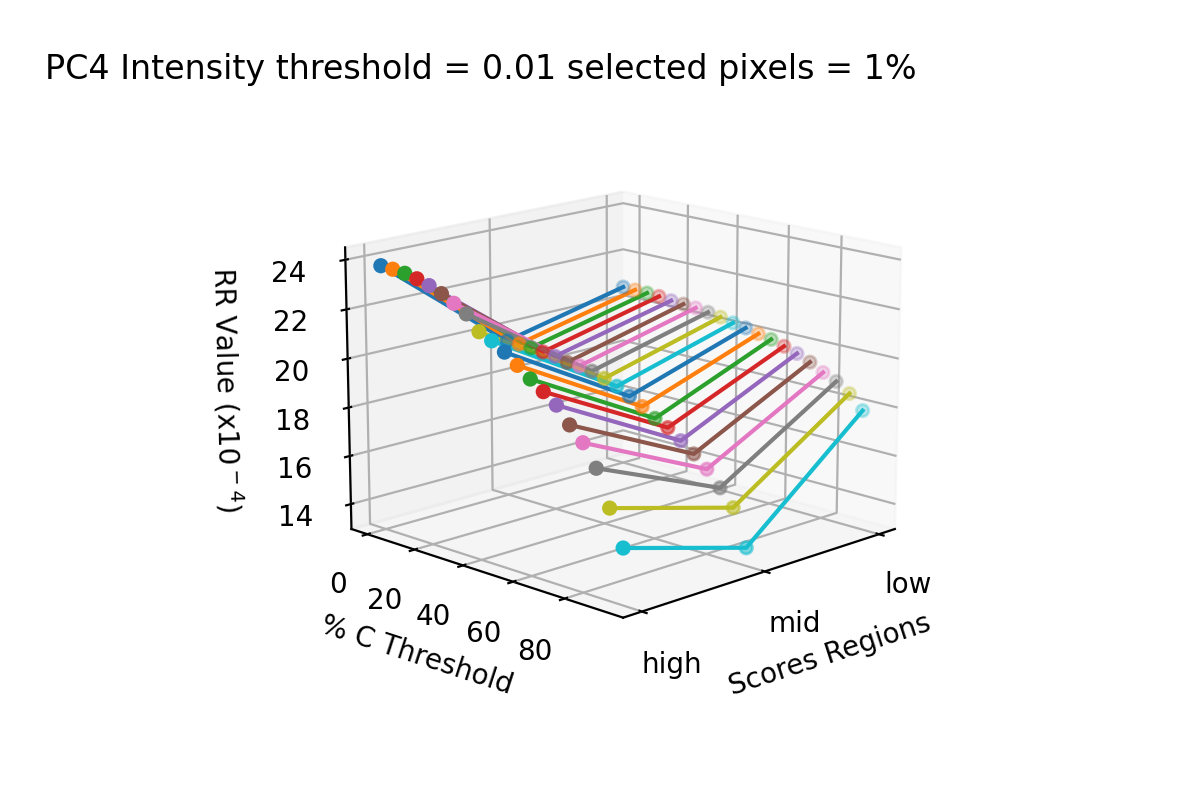 PC4 Intensity threshold = 0.01 selected pixels = 1%
RR Value (x10⁻⁴)
24
22
20
18
16
14
0
20
40
60
80
% C Threshold
high
mid
low
Scores Regions